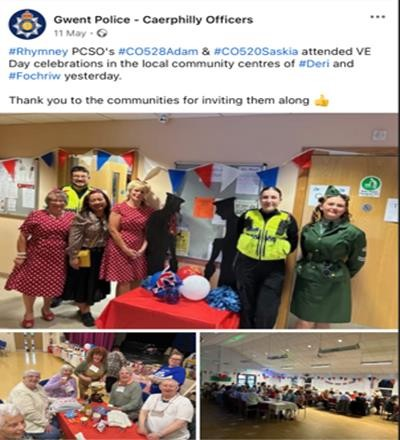 Gwent Police - Caerphilly Officers
11 May ·
#Rhymney PCSO's #CO528Adam & #CO520Saskia attended VE
Day celebrations in the local community centres of #Deri and
#Fochriw yesterday.
Thank you to the communities for inviting them along 👍